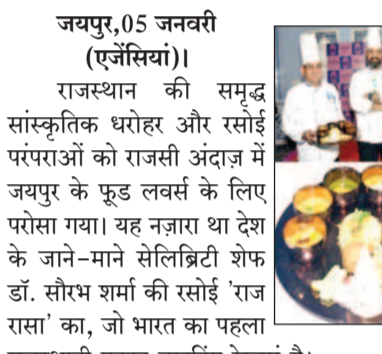 जयपुर,05 जनवरी
(एजेंसियां)।
राजस्थान की समृद्ध
सांस्कृतिक धरोहर और रसोई
परंपराओं को राजसी अंदाज़ में
जयपुर के फ़ूड लवर्स के लिए
परोसा गया। यह नज़ारा था देश
के जाने-माने सेलिब्रिटी शेफ
डॉ. सौरभ शर्मा की रसोई 'राज
रासा' का, जो भारत का पहला